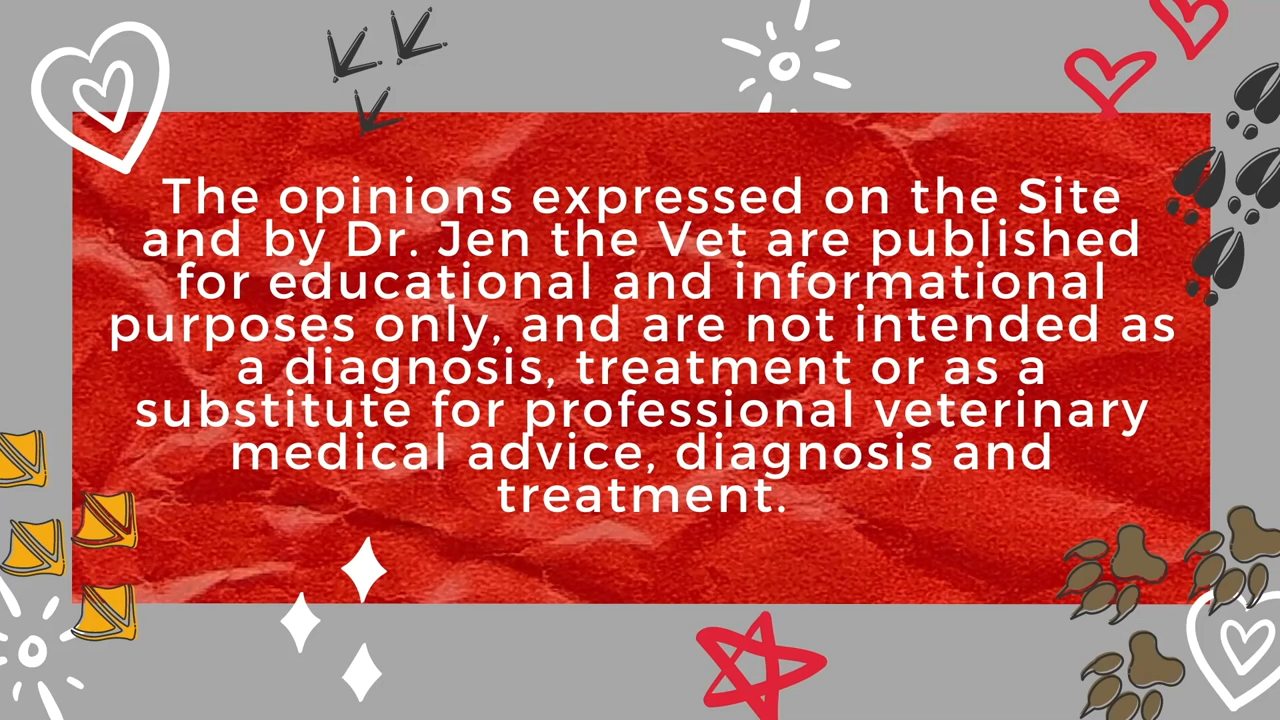 The opinions expressed on the Site
and by Dr. Jen the Vet are published
for educational and informational
purposes only, and are not intended as
a diagnosis, treatment or as a
substitute for professional veterinary
medical advice, diagnosis and
treatment.